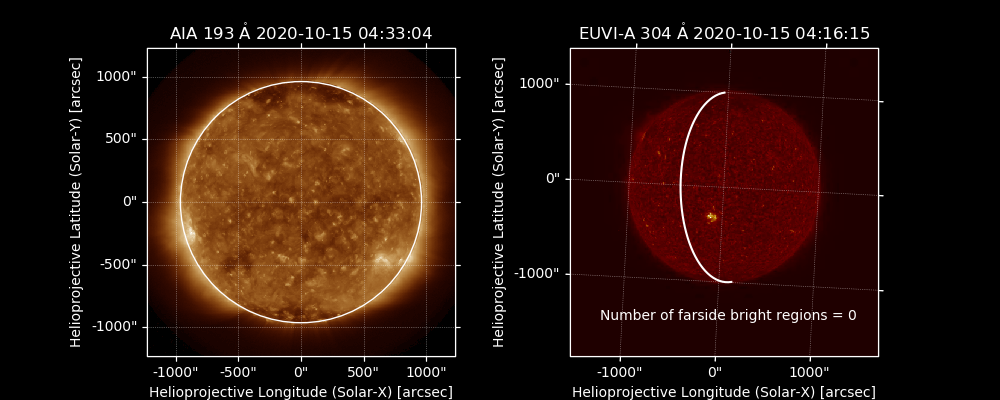 AIA 193 Å 2020-10-15 04:33:04
Helioprojective Latitude (Solar-Y) [arcsec]
1000"
500"
0"
-500"
-1000"
-1000" -500" 0" 500" 1000"
Helioprojective Longitude (Solar-X) [arcsec]
EUVI-A 304 Å 2020-10-15 04:16:15
Helioprojective Latitude (Solar-Y) [arcsec]
1000"
0"
-1000"
Number of farside bright regions = 0
-1000" 0" 1000"
Helioprojective Longitude (Solar-X) [arcsec]